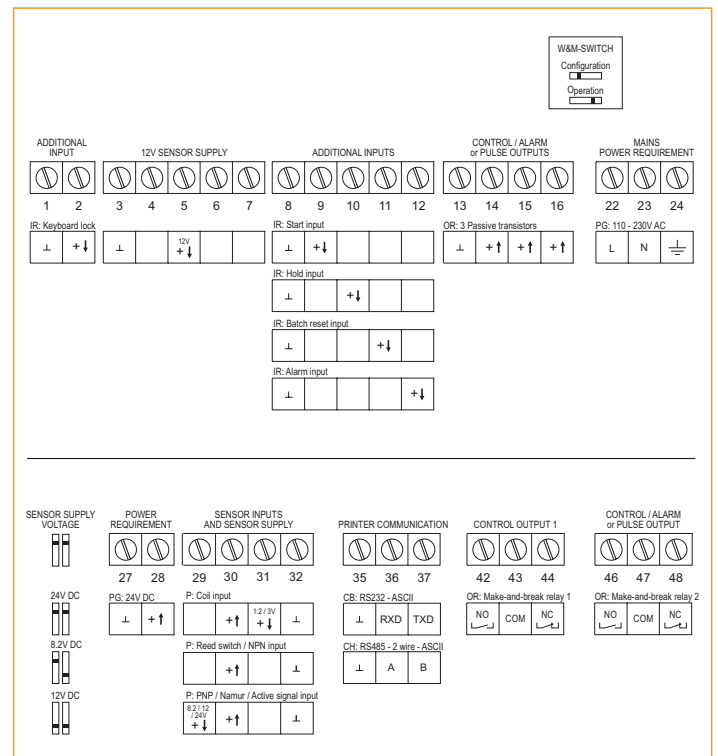 W&M-SWITCH
Configuration
Operation
ADDITIONAL
INPUT
12V SENSOR SUPPLY
ADDITIONAL INPUTS
CONTROL / ALARM
or PULSE OUTPUTS
MAINS
POWER REQUIREMENT
1 2 3 4 5 6 7 8 9 10 11 12 13 14 15 16 22 23 24
IR: Keyboard lock
IR: Start input
OR: 3 Passive transistors
PG: 110 - 230V AC
⊥ +↓ ⊥ 12V +↓ ⊥ +↓ ⊥ +↑ +↑ +↑ L N ⏚
IR: Hold input
⊥ +↓
IR: Batch reset input
⊥ +↓
IR: Alarm input
⊥ +↓
SENSOR SUPPLY
VOLTAGE
POWER
REQUIREMENT
SENSOR INPUTS
AND SENSOR SUPPLY
PRINTER COMMUNICATION
CONTROL OUTPUT 1
CONTROL / ALARM
or PULSE OUTPUT
27 28 29 30 31 32 35 36 37 42 43 44 46 47 48
24V DC
PG: 24V DC
P: Coil input
CB: RS232 - ASCII
OR: Make-and-break relay 1
OR: Make-and-break relay 2
⊥ +↑ +↑ 1.2 / 3V +↓ ⊥ ⊥ RXD TXD NO COM NC NO COM NC
8.2V DC
P: Reed switch / NPN input
CH: RS485 - 2 wire - ASCII
+↑ ⊥ ⊥ A B
12V DC
P: PNP / Namur / Active signal input
8.2 / 12
/ 24V
+↓ +↑ ⊥